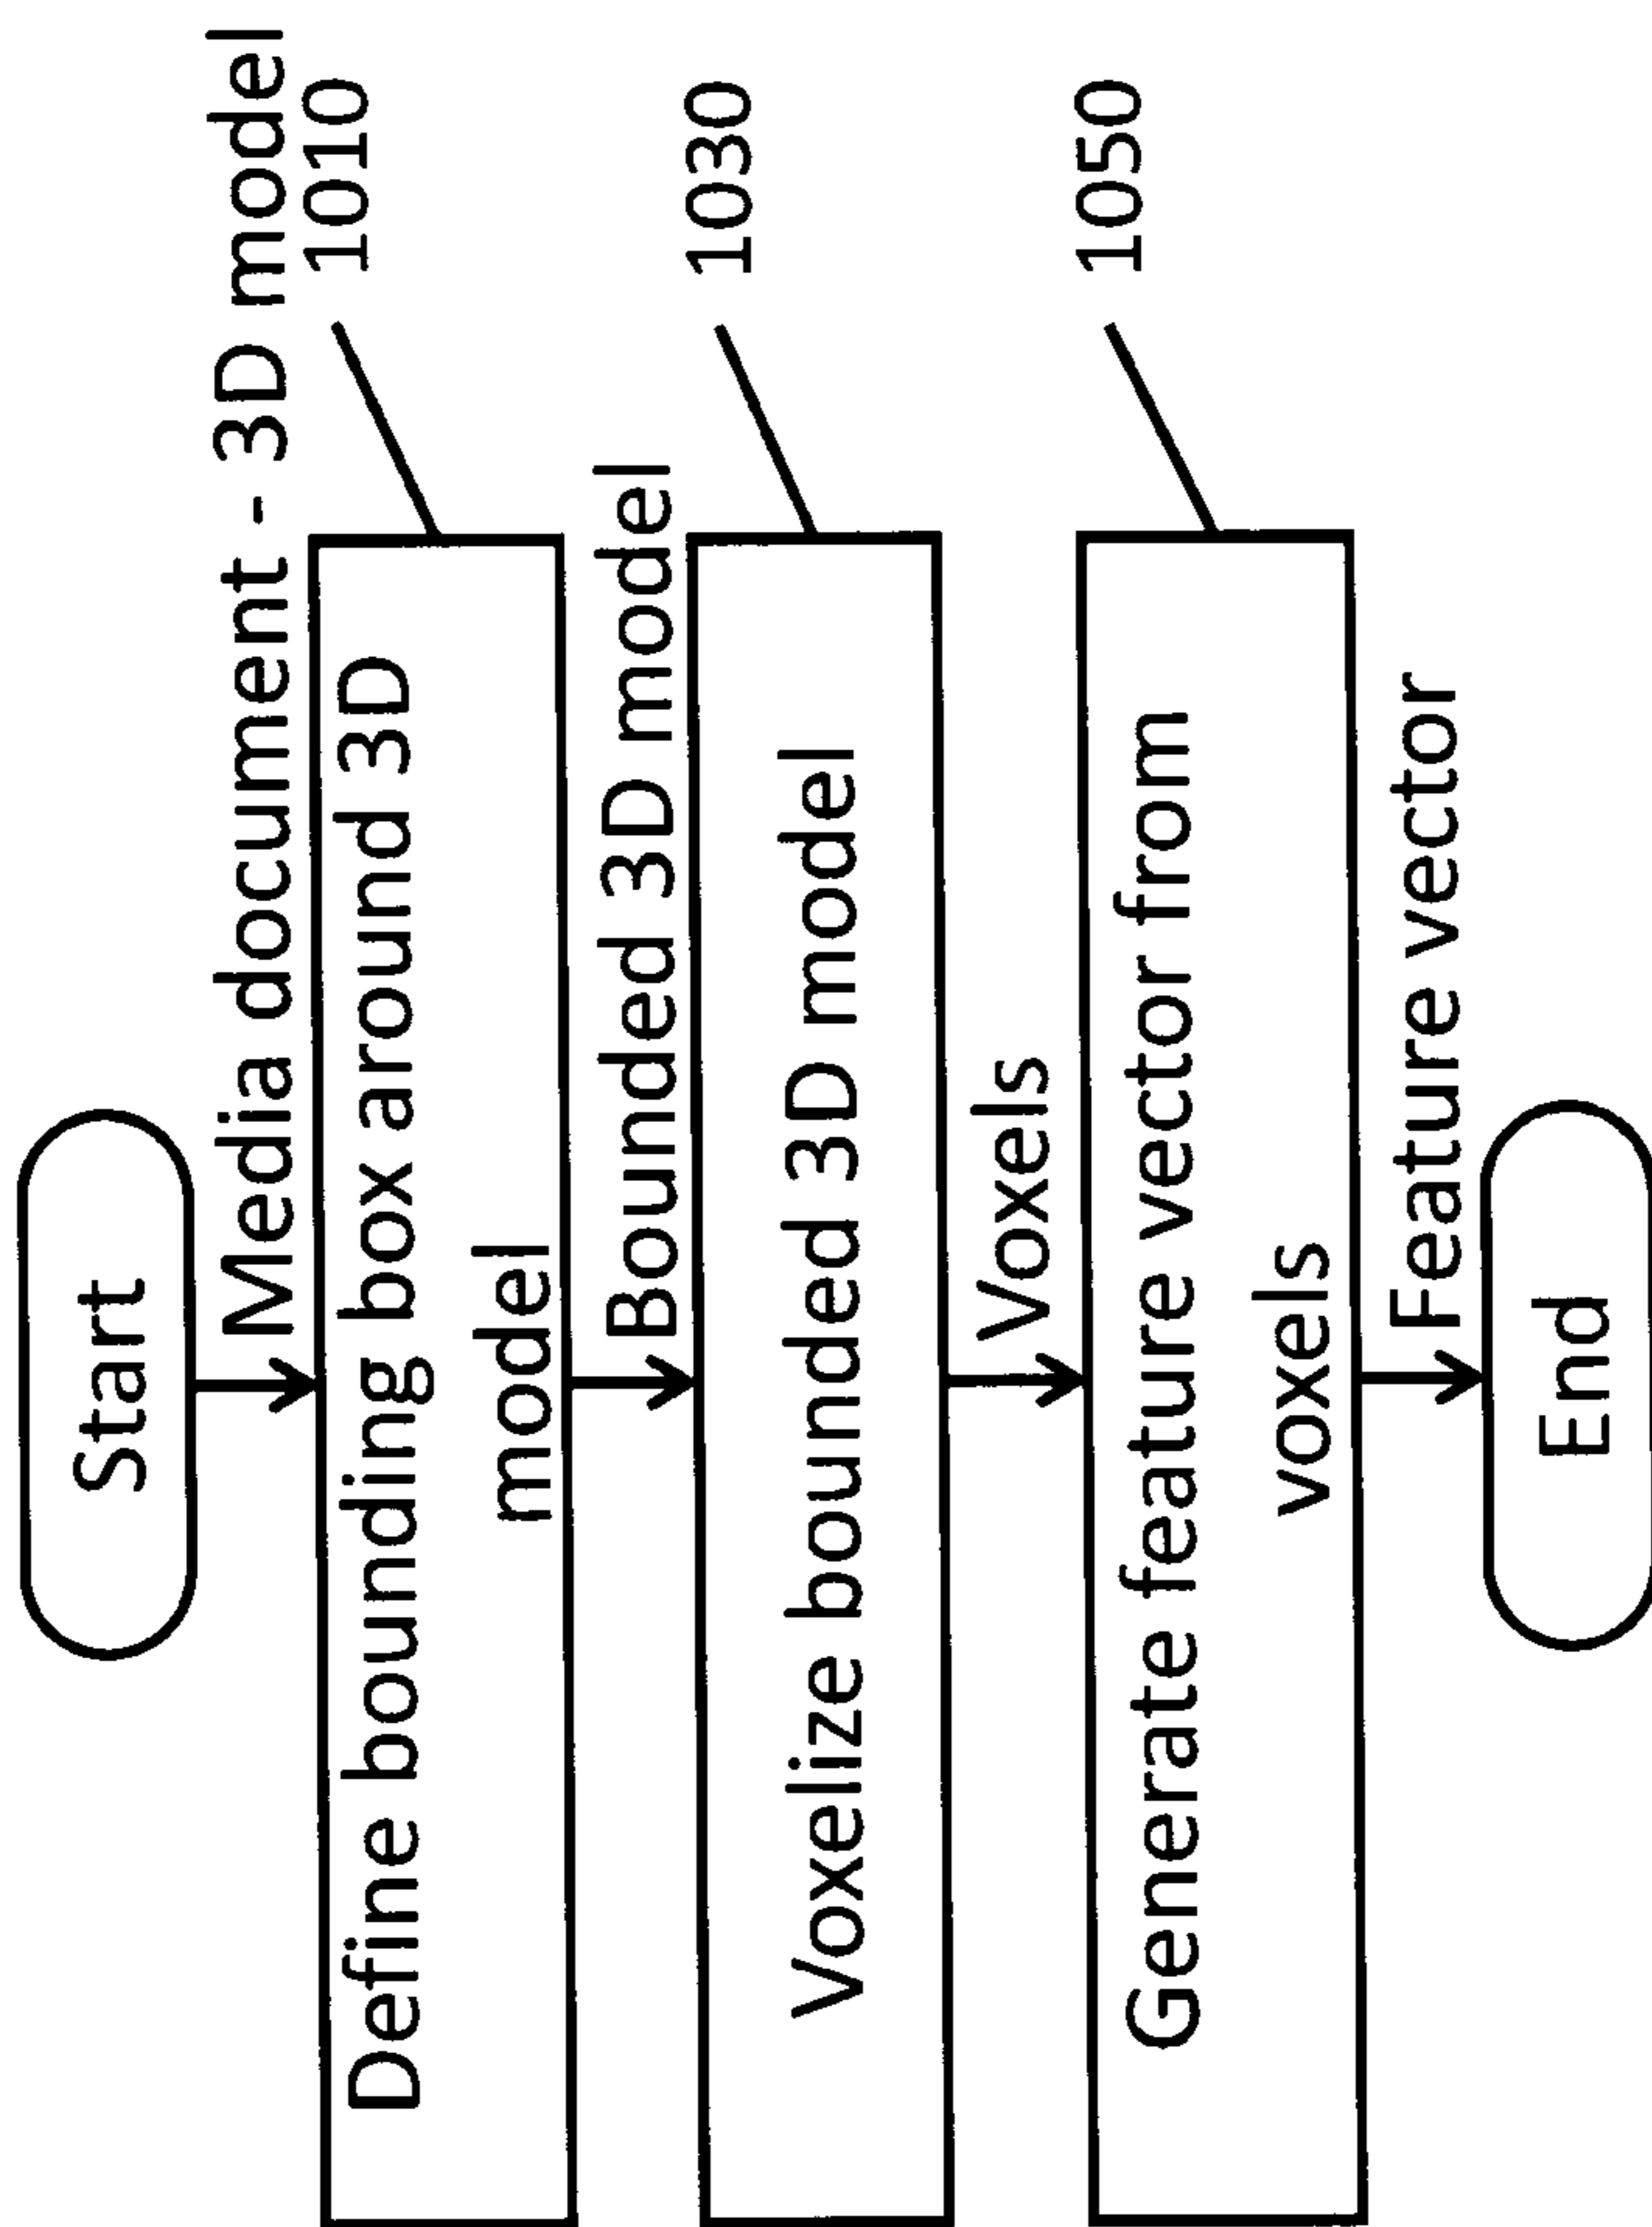 Start
Media document - 3D model
1010
Define bounding box around 3D
model
Bounded 3D model
1030
Voxelize bounded 3D model
Voxels
1050
Generate feature vector from
voxels
Feature vector
End